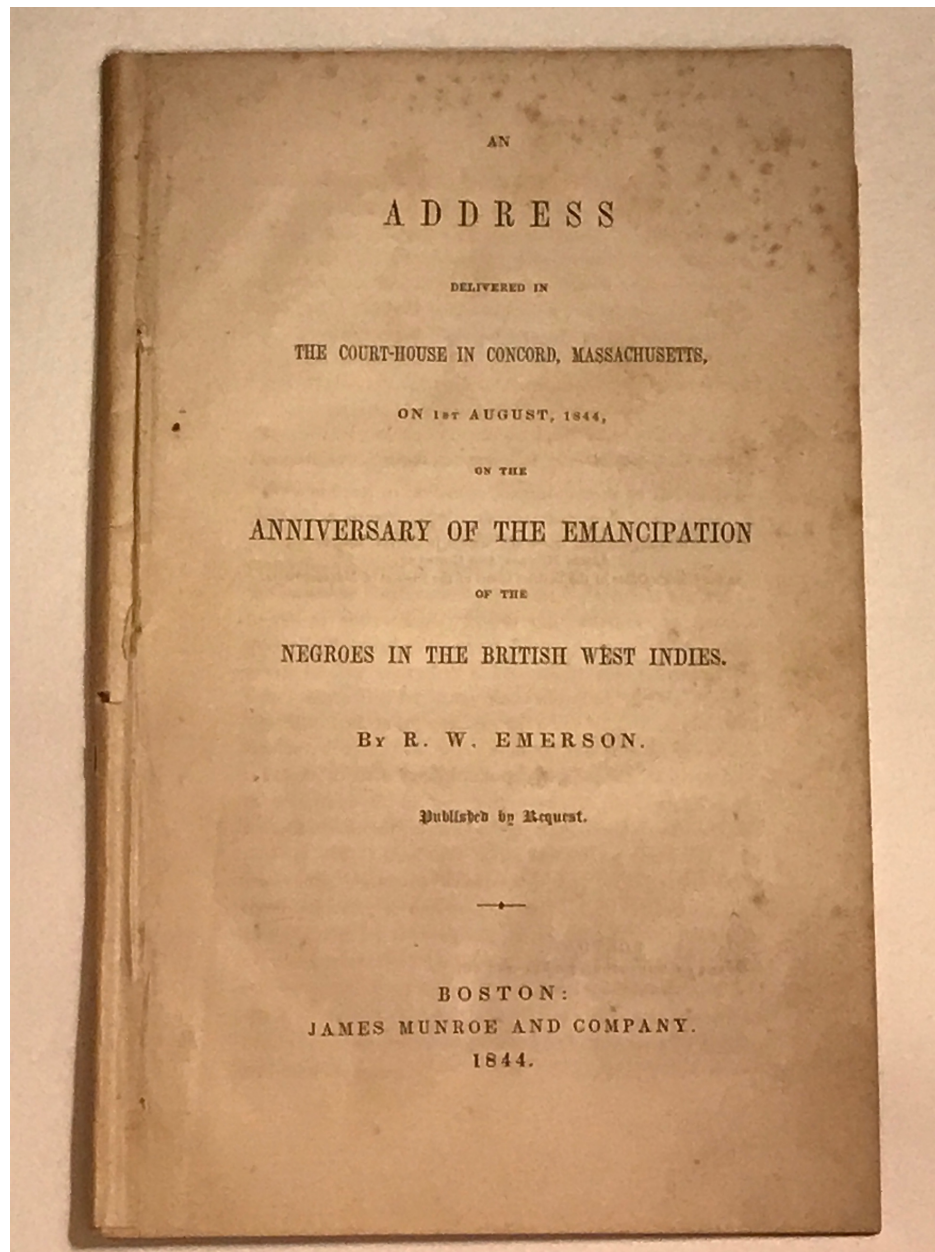 AN
ADDRESS
DELIVERED IN
THE COURT-HOUSE IN CONCORD, MASSACHUSETTS,
ON 1ST AUGUST, 1844,
ON THE
ANNIVERSARY OF THE EMANCIPATION
OF THE
NEGROES IN THE BRITISH WEST INDIES.
BY R. W. EMERSON.
Published by Request.
BOSTON:
JAMES MUNROE AND COMPANY.
1844.